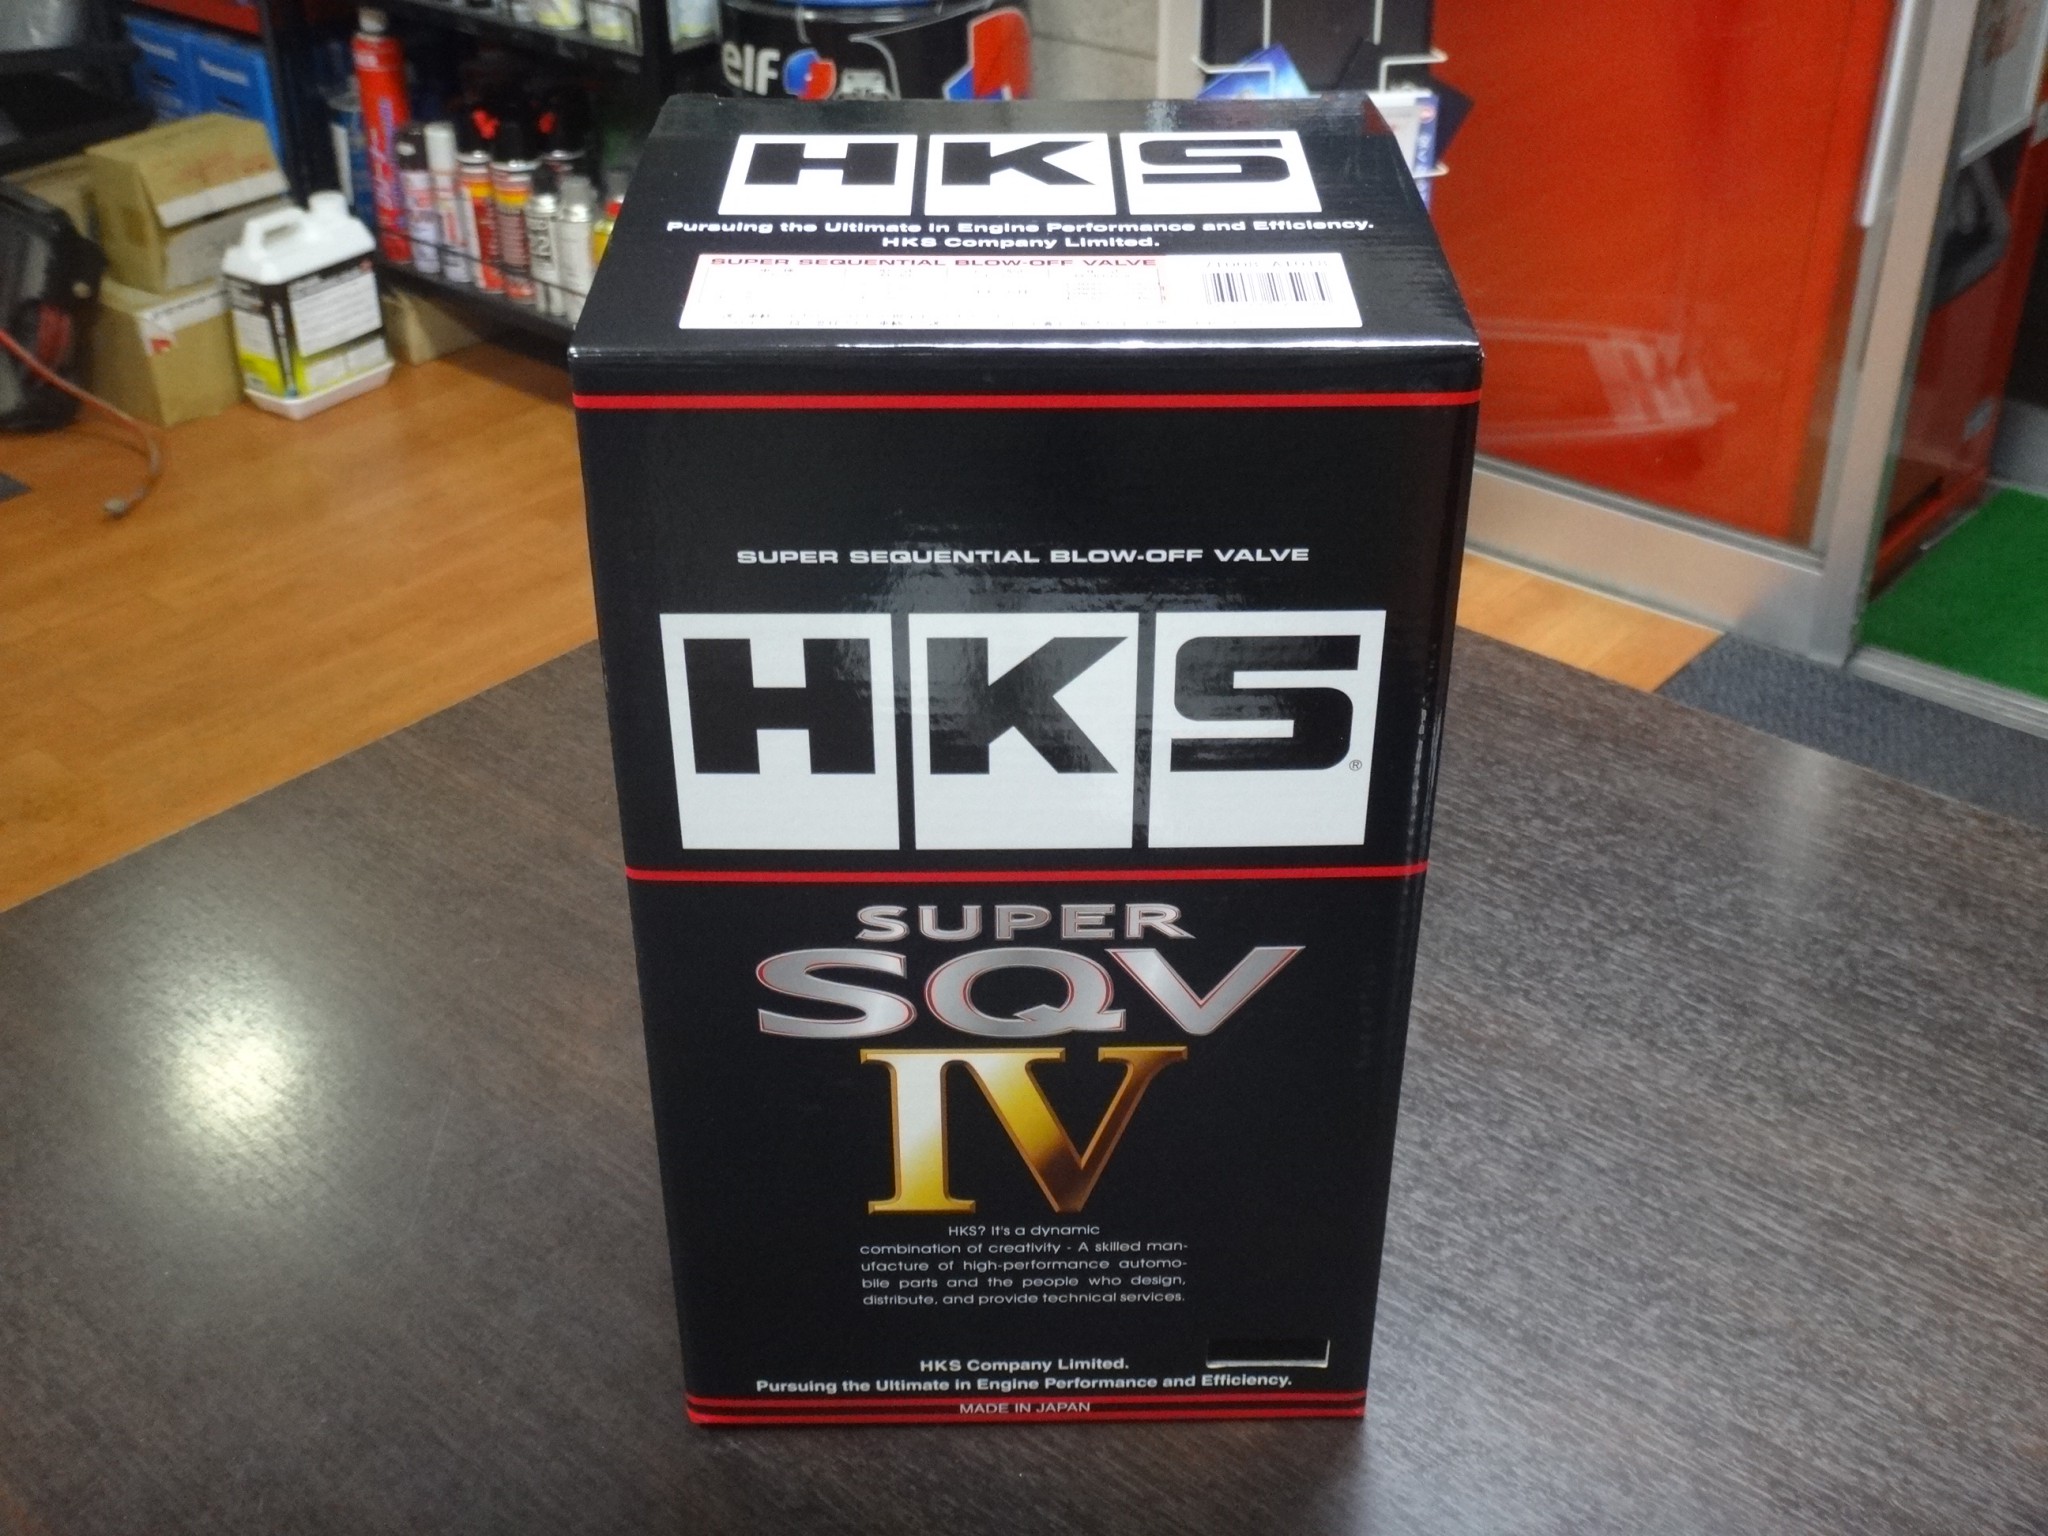 elf
HKS
Pursuing the Ultimate in Engine Performance and Efficiency.
HKS Company Limited.
SUPER SEQUENTIAL BLOW-OFF VALVE
SUPER SEQUENTIAL BLOW-OFF VALVE
HKS®
SUPER
SQV
IV
HKS? It's a dynamic
combination of creativity - A skilled man-
ufacture of high-performance automo-
bile parts and the people who design,
distribute, and provide technical services.
HKS Company Limited.
Pursuing the Ultimate in Engine Performance and Efficiency.
MADE IN JAPAN